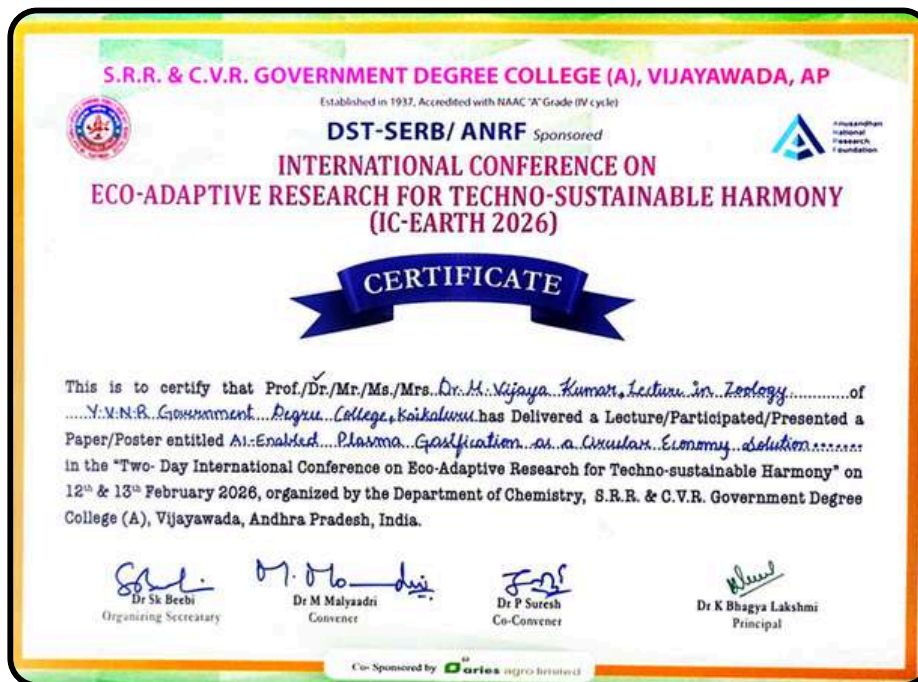 S.R.R. & C.V.R. GOVERNMENT DEGREE COLLEGE (A), VIJAYAWADA, AP
Established in 1937, Accredited with NAAC "A" Grade (IV cycle)
DST-SERB/ ANRF Sponsored
Anusandhan
National
Research
Foundation
INTERNATIONAL CONFERENCE ON
ECO-ADAPTIVE RESEARCH FOR TECHNO-SUSTAINABLE HARMONY
(IC-EARTH 2026)
CERTIFICATE
This is to certify that Prof./Dr./Mr./Ms./Mrs. Dr. M. Vijaya Kumar, Lecture in Zoology of
Y.V.N.R. Government Degree College, Kaikaluru has Delivered a Lecture/Participated/Presented a
Paper/Poster entitled AI-Enabled Plasma Gasification as a Circular Economy Solution
in the "Two- Day International Conference on Eco-Adaptive Research for Techno-sustainable Harmony" on
12th & 13th February 2026, organized by the Department of Chemistry, S.R.R. & C.V.R. Government Degree
College (A), Vijayawada, Andhra Pradesh, India.
Dr Sk Beebi
Organizing Secreatary
Dr M Malyaadri
Convener
Dr P Suresh
Co-Convener
Dr K Bhagya Lakshmi
Principal
Co- Sponsored by aries agro limited